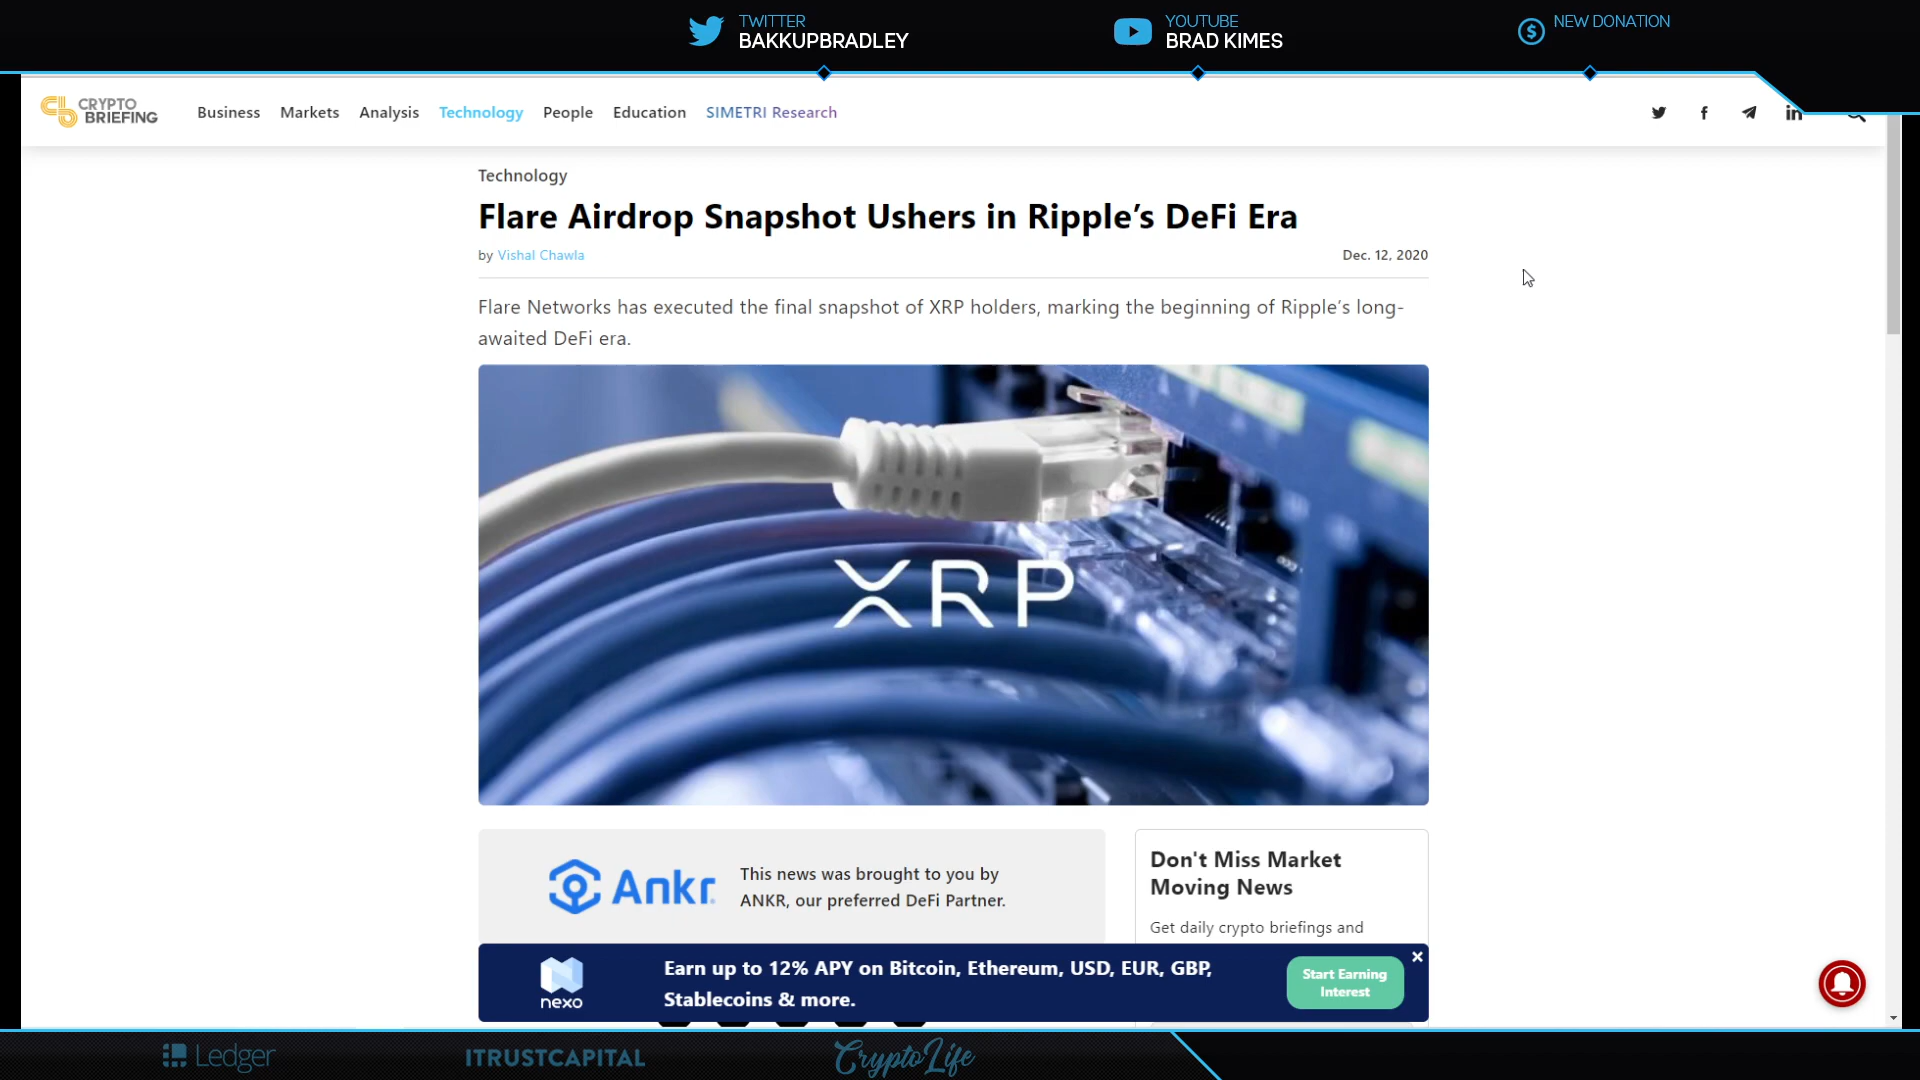 TWITTER
BAKKUPBRADLEY
YOUTUBE
BRAD KIMES
NEW DONATION
CRYPTO
BRIEFING
Business Markets Analysis Technology People Education SIMETRI Research
Technology
Flare Airdrop Snapshot Ushers in Ripple’s DeFi Era
by Vishal Chawla
Dec. 12, 2020
Flare Networks has executed the final snapshot of XRP holders, marking the beginning of Ripple’s long-
awaited DeFi era.
XRP
Ankr
This news was brought to you by
ANKR, our preferred DeFi Partner.
Don't Miss Market
Moving News
Get daily crypto briefings and
nexo
Earn up to 12% APY on Bitcoin, Ethereum, USD, EUR, GBP,
Stablecoins & more.
Start Earning
Interest
Ledger
ITRUSTCAPITAL
CryptoLife